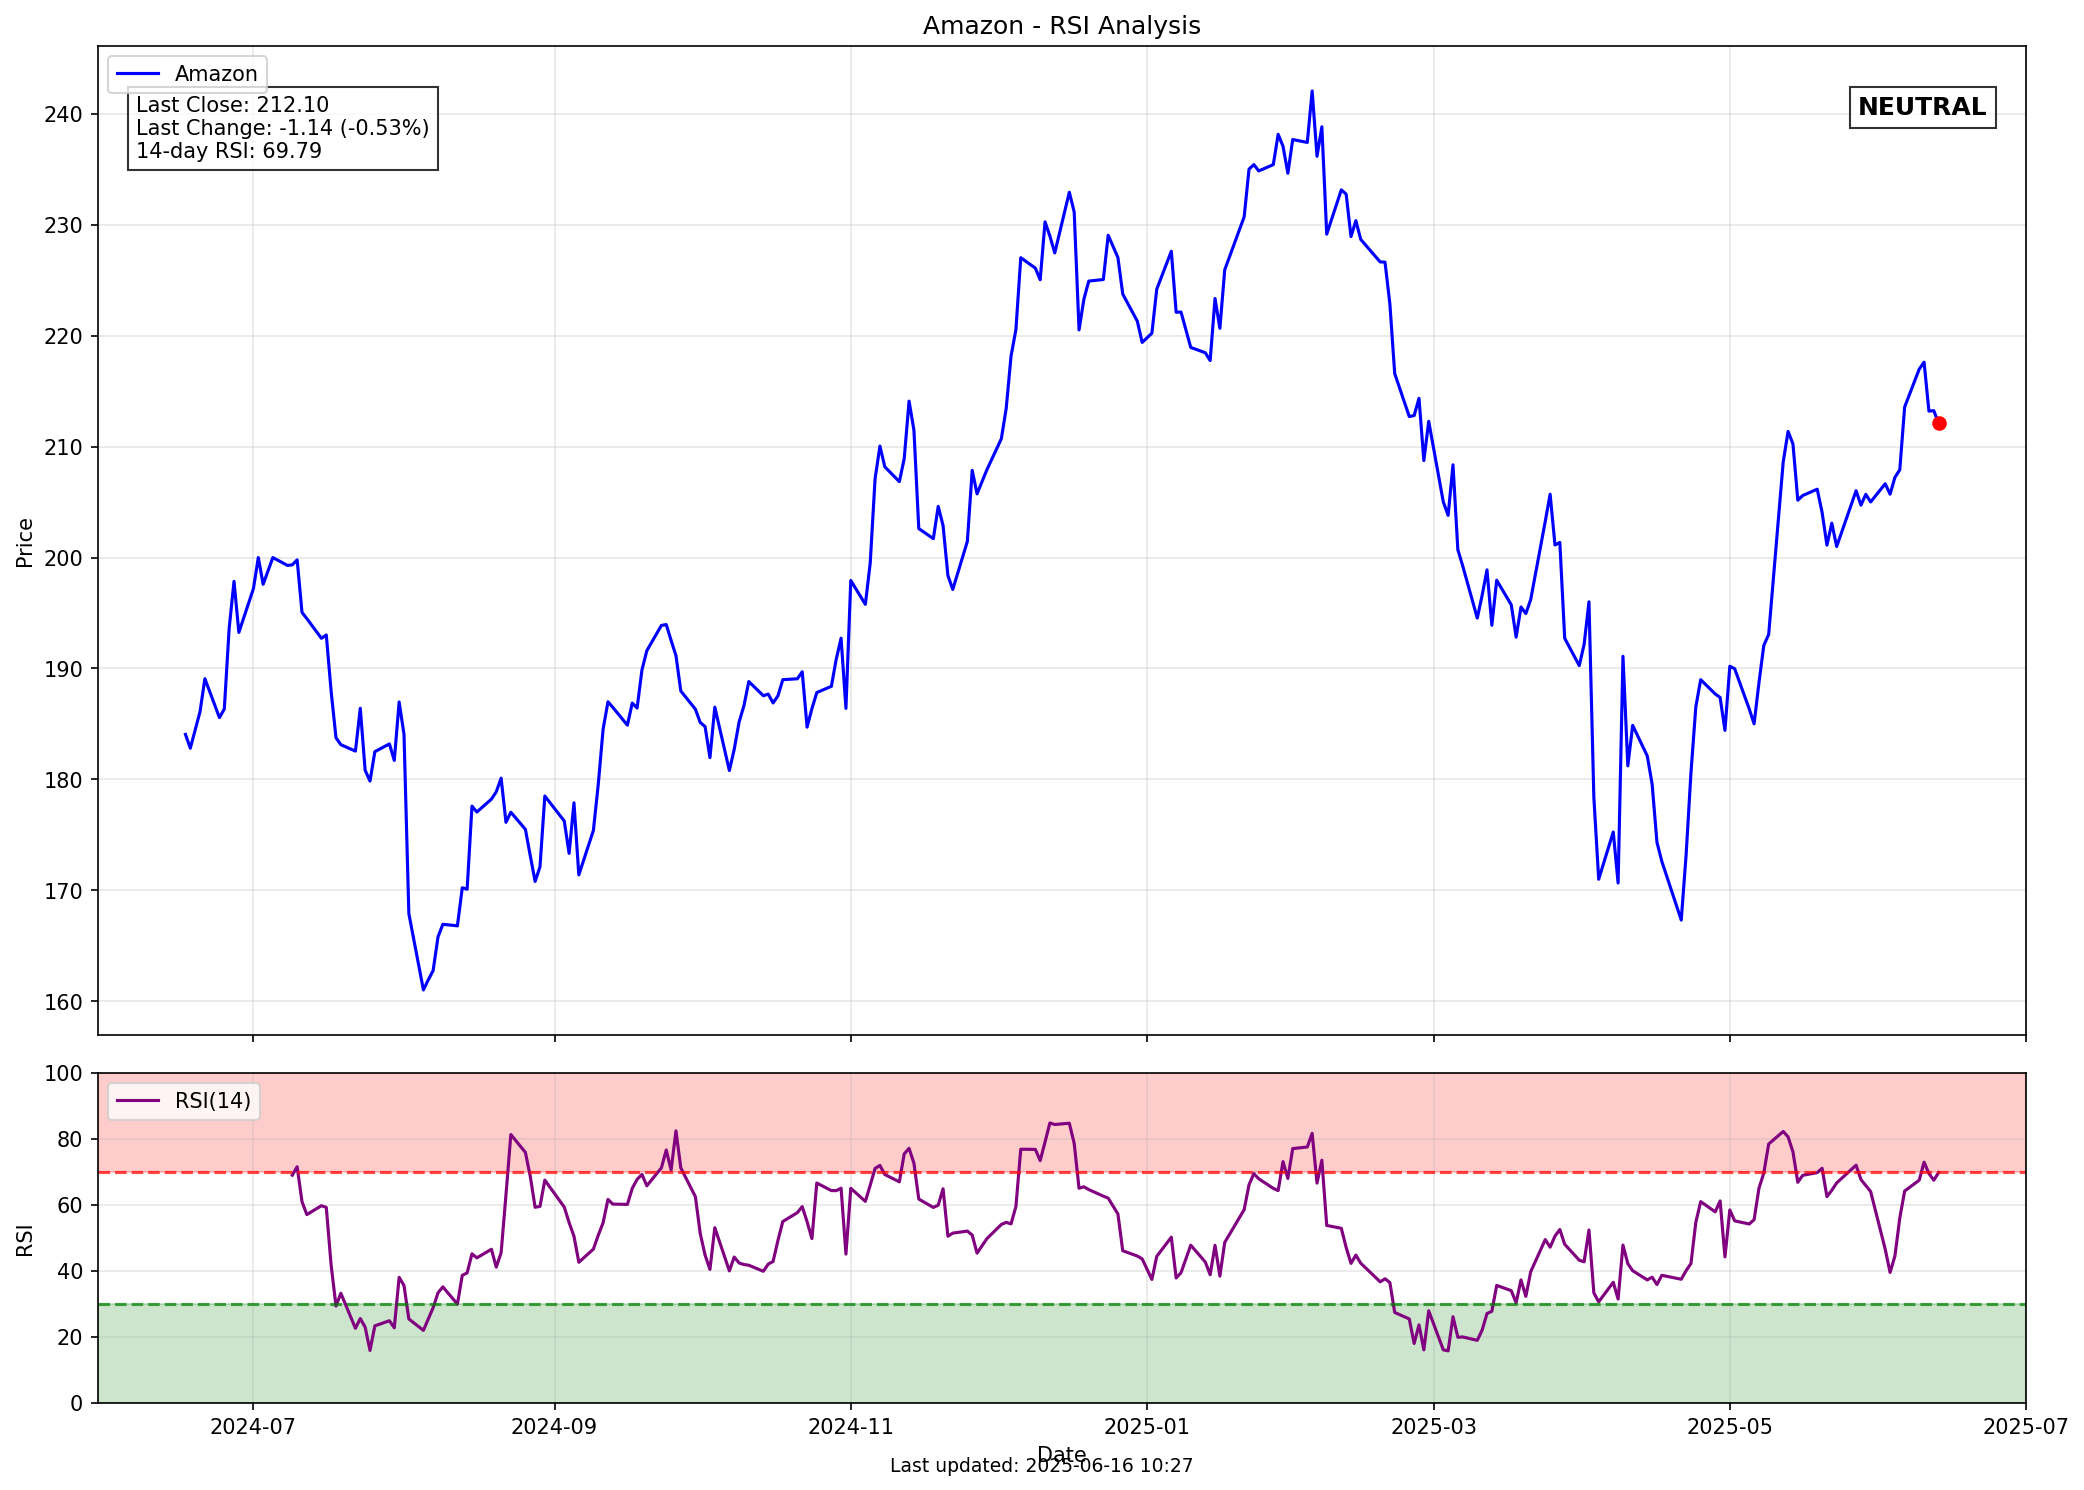 Amazon - RSI Analysis
Amazon
Last Close: 212.10
Last Change: -1.14 (-0.53%)
14-day RSI: 69.79
NEUTRAL
240
230
220
210
200
190
180
170
160
Price
100
80
60
40
20
0
RSI
RSI(14)
2024-07
2024-09
2024-11
2025-01
2025-03
2025-05
2025-07
Date
Last updated: 2025-06-16 10:27